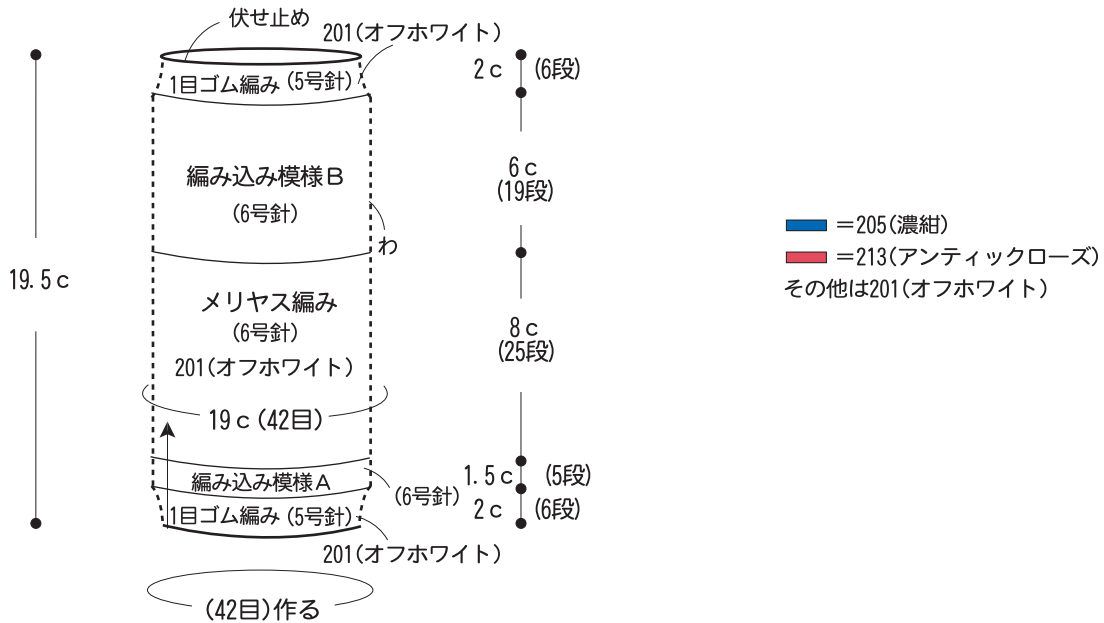 伏せ止め
201(オフホワイト)
1目ゴム編み (5号針)
2c (6段)
編み込み模様B
(6号針)
6c
(19段)
わ
19.5c
メリヤス編み
(6号針)
201(オフホワイト)
8c
(25段)
19c (42目)
編み込み模様A
(6号針)
1.5c (5段)
1目ゴム編み (5号針)
2c (6段)
201(オフホワイト)
(42目)作る
=205(濃紺)
=213(アンティックローズ)
その他は201(オフホワイト)